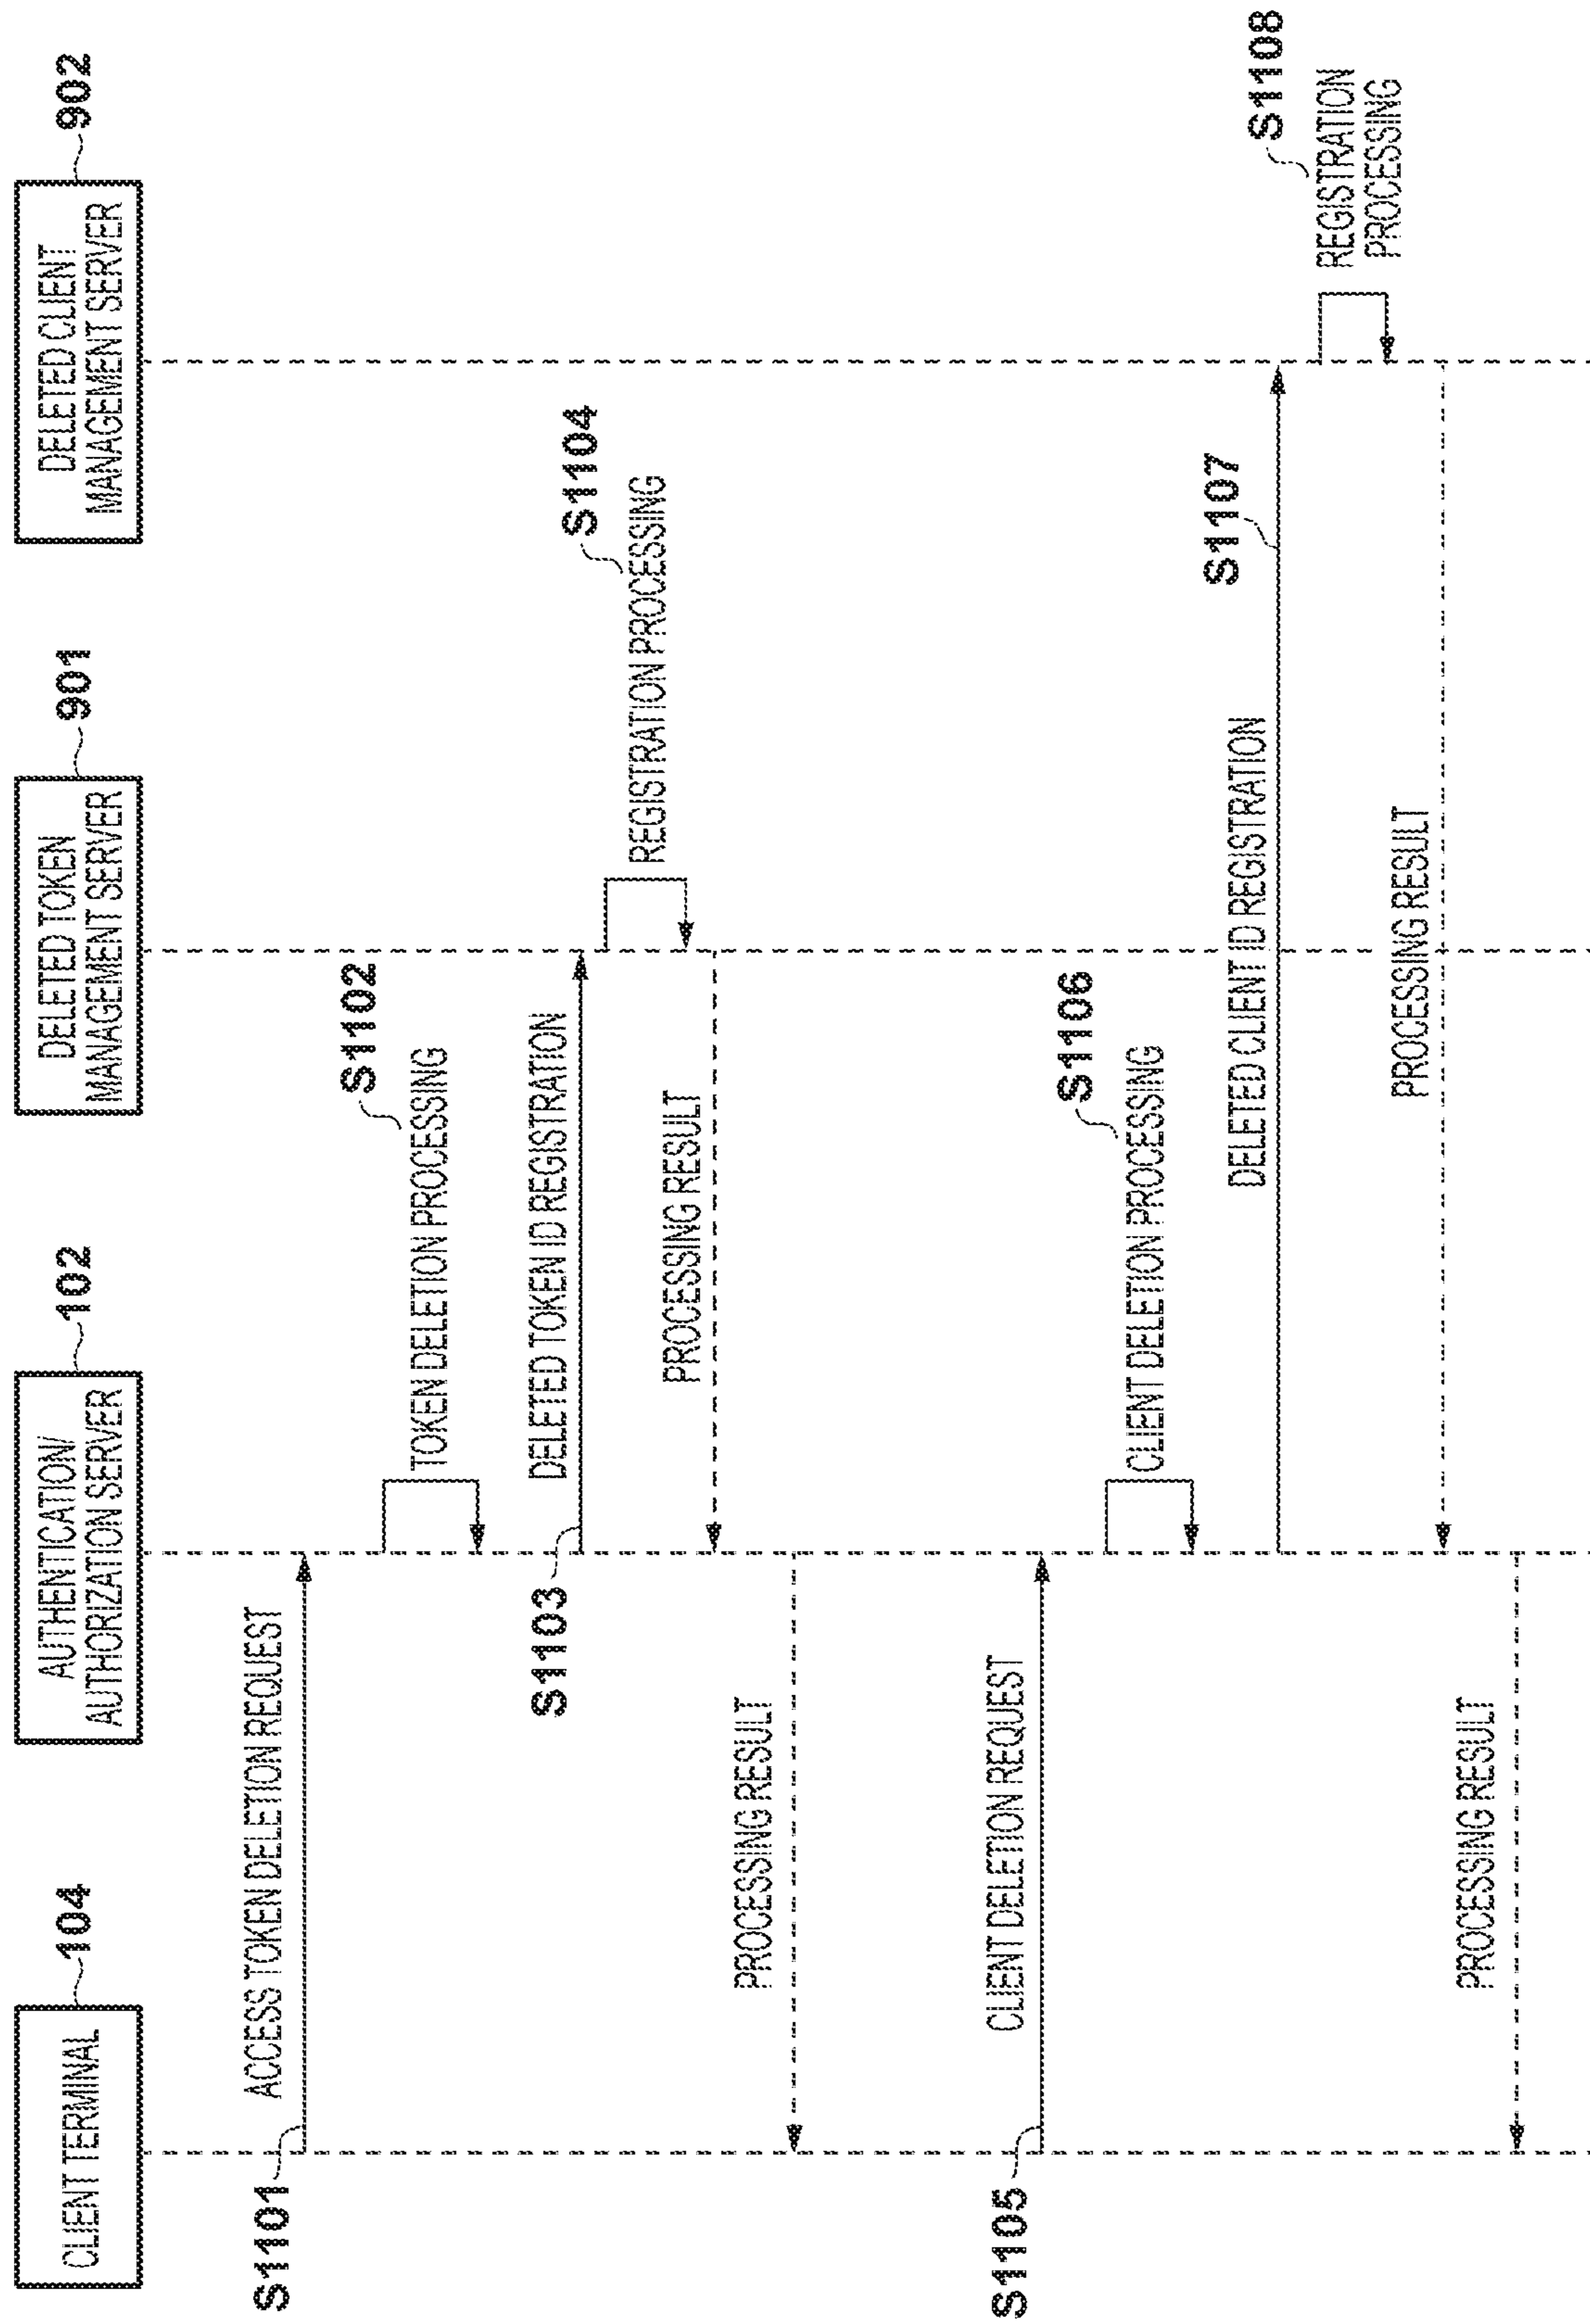 CLIENT TERMINAL
104
AUTHENTICATION/
AUTHORIZATION SERVER
102
DELETED TOKEN
MANAGEMENT SERVER
901
DELETED CLIENT
MANAGEMENT SERVER
902
S1101
ACCESS TOKEN DELETION REQUEST
S1102
TOKEN DELETION PROCESSING
S1103
DELETED TOKEN ID REGISTRATION
S1104
REGISTRATION PROCESSING
PROCESSING RESULT
PROCESSING RESULT
S1105
CLIENT DELETION REQUEST
S1106
CLIENT DELETION PROCESSING
S1107
DELETED CLIENT ID REGISTRATION
S1108
REGISTRATION
PROCESSING
PROCESSING RESULT
PROCESSING RESULT